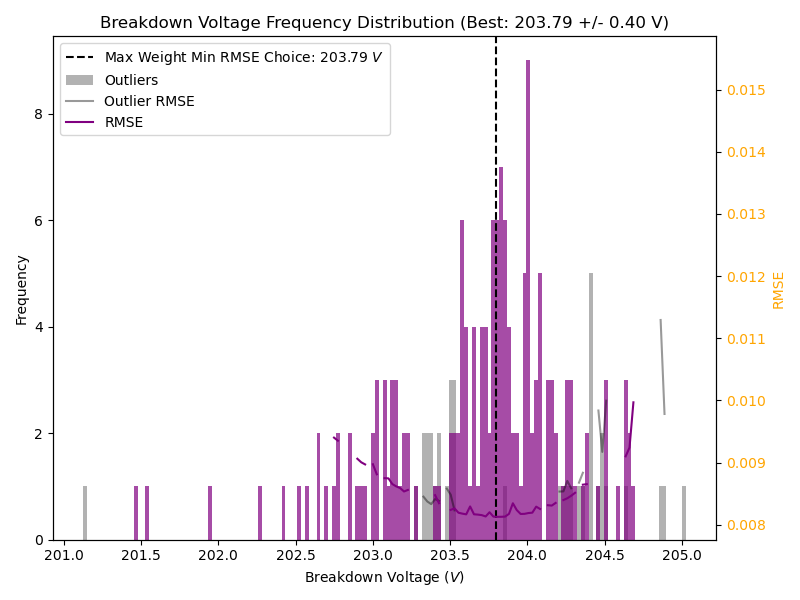 Breakdown Voltage Frequency Distribution (Best: 203.79 +/- 0.40 V)
Max Weight Min RMSE Choice: 203.79 V
Outliers
Outlier RMSE
RMSE
Frequency
8
6
4
2
0
0.015
0.014
0.013
0.012
0.011
0.010
0.009
0.008
RMSE
201.0 201.5 202.0 202.5 203.0 203.5 204.0 204.5 205.0
Breakdown Voltage (V)